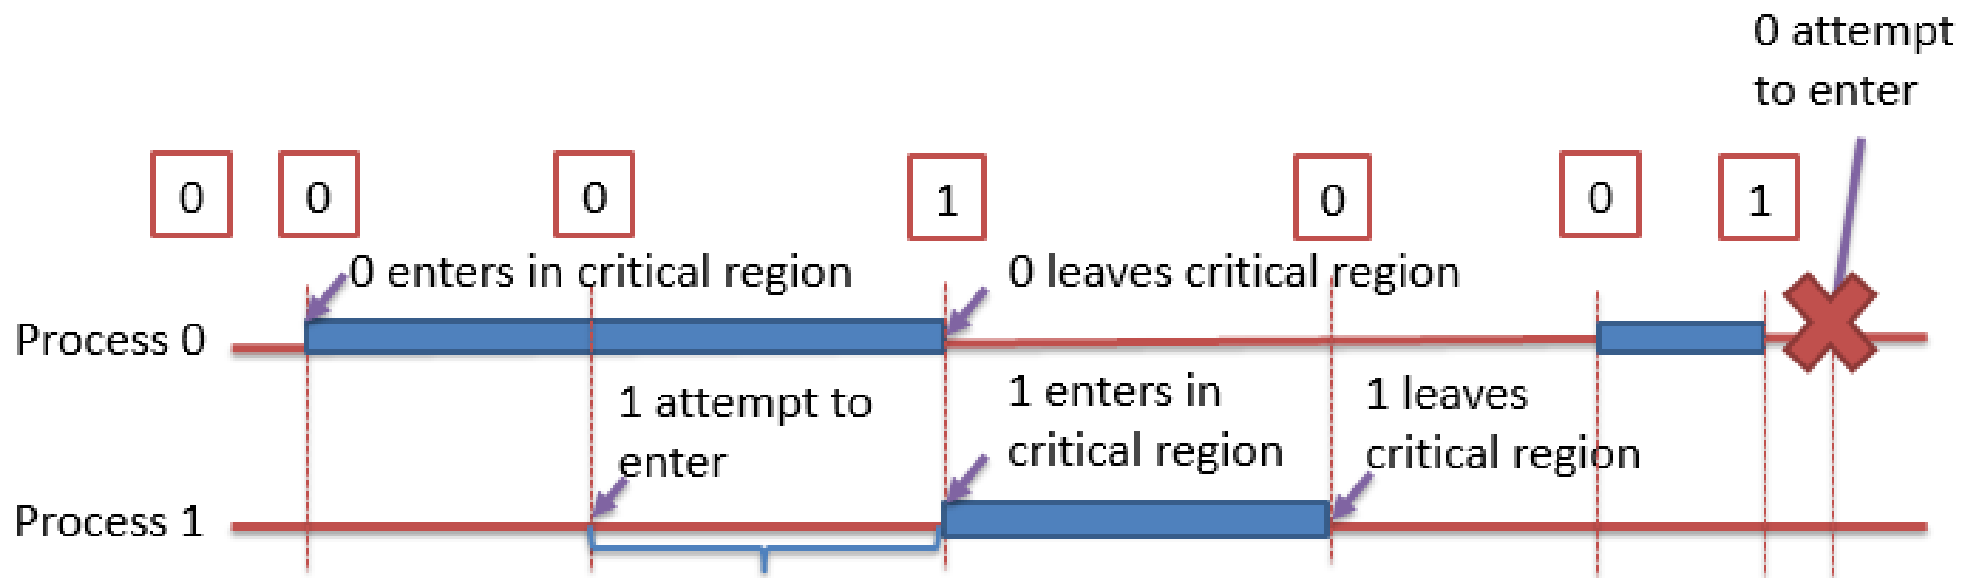 0 attempt
to enter
0
0
0
1
0
0
1
0 enters in critical region
0 leaves critical region
Process 0
1 attempt to
enter
1 enters in
critical region
1 leaves
critical region
Process 1